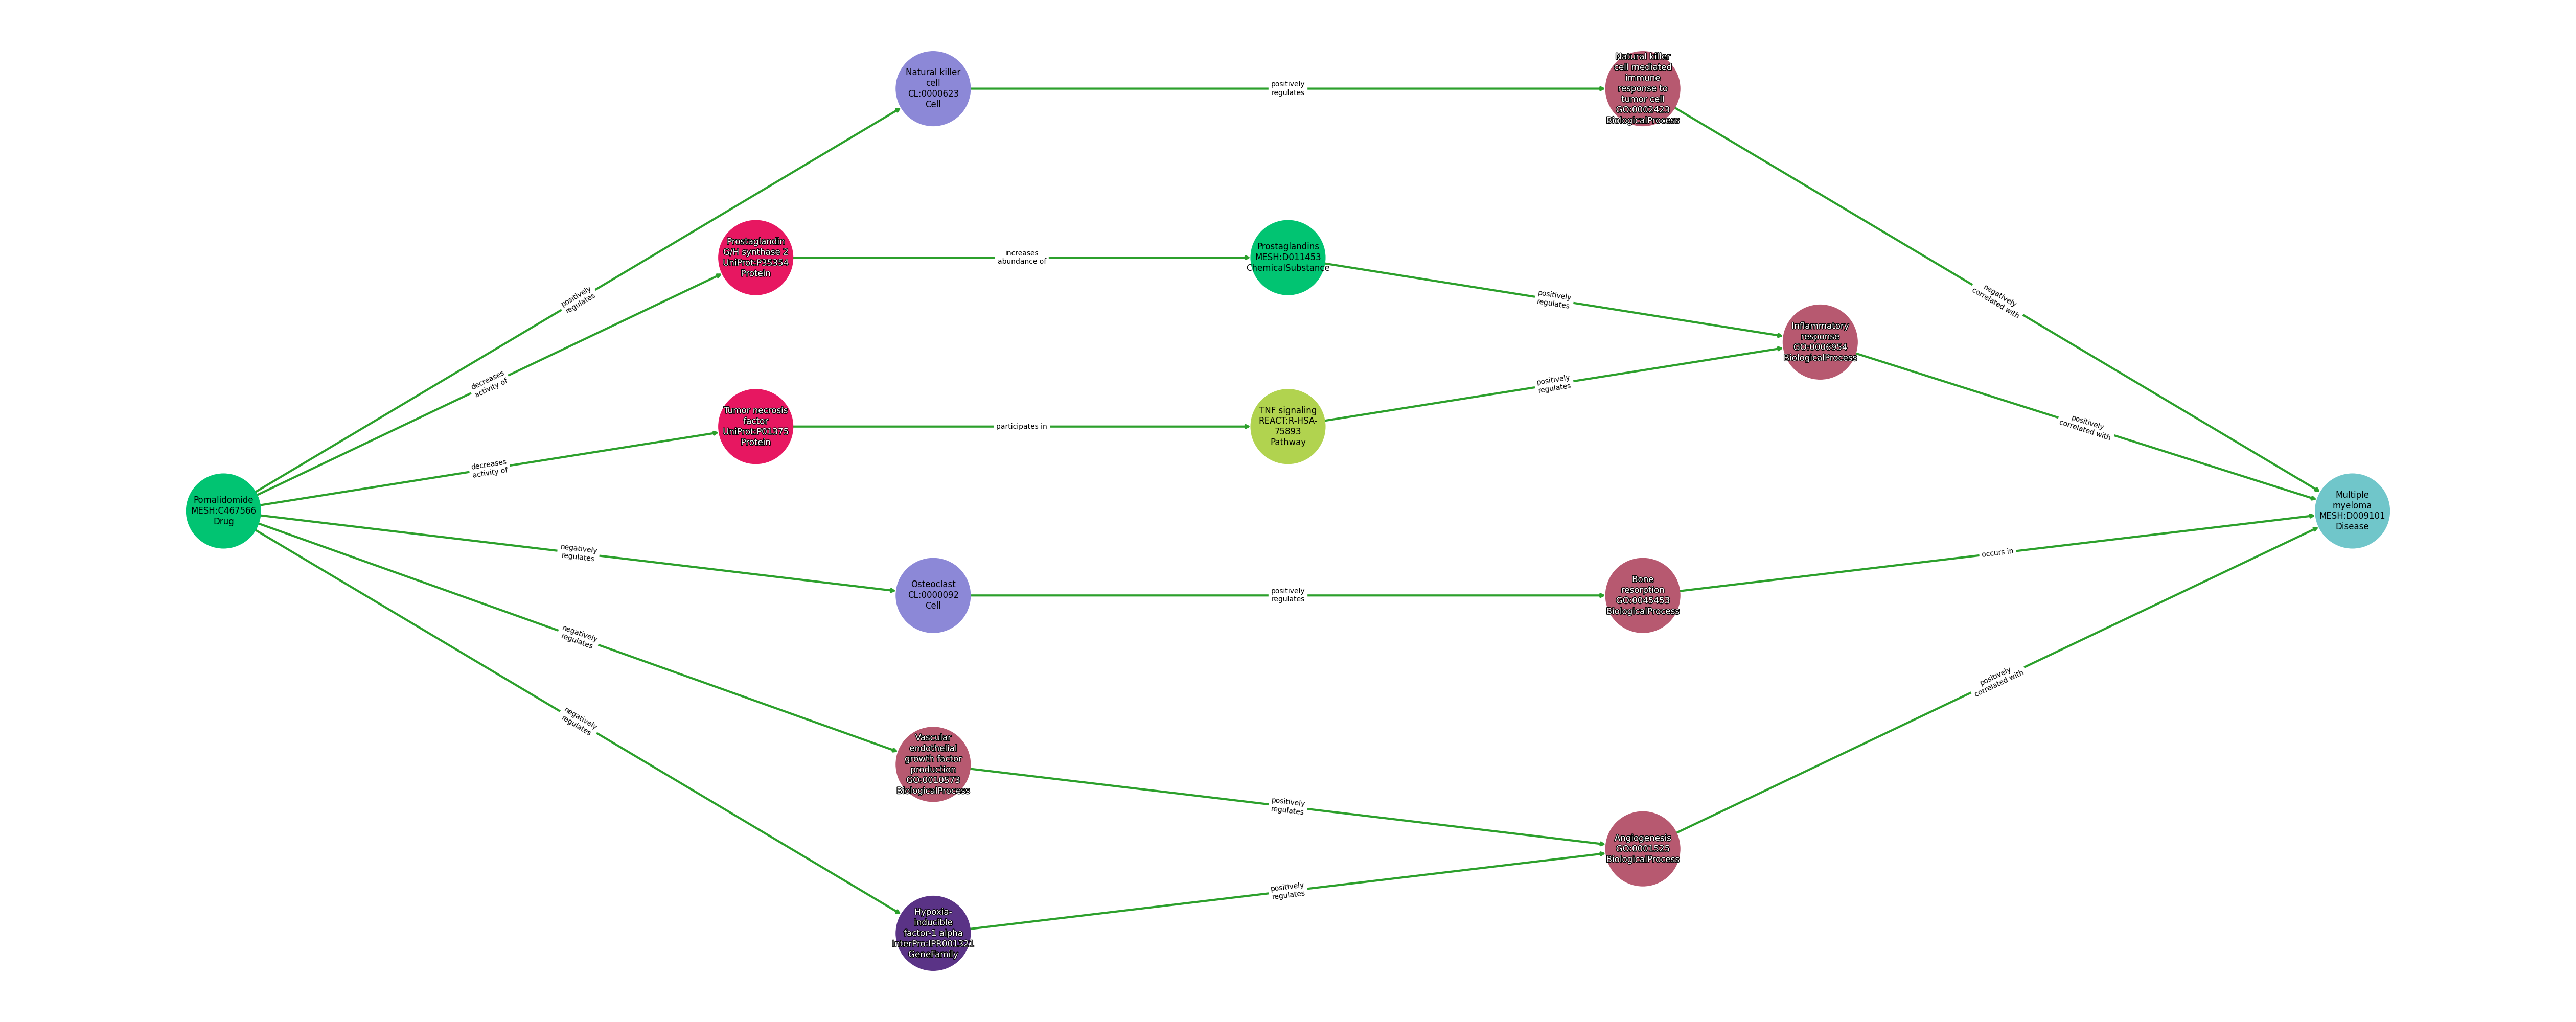 Natural killer
cell
CL:0000623
Cell
positively
regulates
Natural killer
cell mediated
immune
response to
tumor cell
GO:0002423
BiologicalProcess
Prostaglandin
G/H synthase 2
UniProt:P35354
Protein
increases
abundance of
Prostaglandins
MESH:D011453
ChemicalSubstance
positively
regulates
positively
regulates
negatively
correlated with
Inflammatory
response
GO:0006954
BiologicalProcess
decreases
activity of
Tumor necrosis
factor
UniProt:P01375
Protein
participates in
TNF signaling
REACT:R-HSA-
75893
Pathway
positively
regulates
positively
correlated with
decreases
activity of
Pomalidomide
MESH:C467566
Drug
Multiple
myeloma
MESH:D009101
Disease
negatively
regulates
Osteoclast
CL:0000092
Cell
positively
regulates
Bone
resorption
GO:0045453
BiologicalProcess
occurs in
negatively
regulates
positively
correlated with
negatively
regulates
Vascular
endothelial
growth factor
production
GO:0010573
BiologicalProcess
positively
regulates
Angiogenesis
GO:0001525
BiologicalProcess
positively
regulates
Hypoxia-
inducible
factor-1 alpha
InterPro:IPR001321
GeneFamily